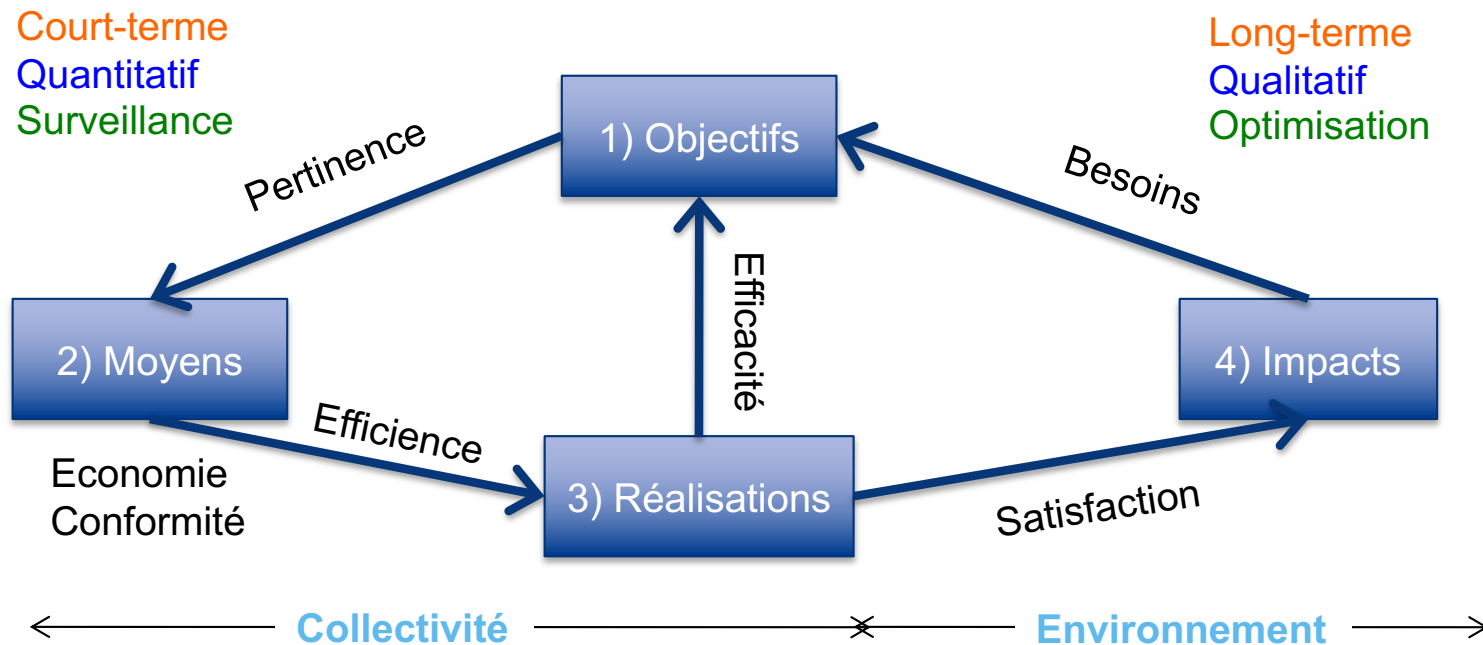 Court-terme
Quantitatif
Surveillance
Long-terme
Qualitatif
Optimisation
1) Objectifs
Pertinence
Besoins
Efficacité
2) Moyens
4) Impacts
Efficience
Economie
Conformité
3) Réalisations
Satisfaction
Collectivité
Environnement